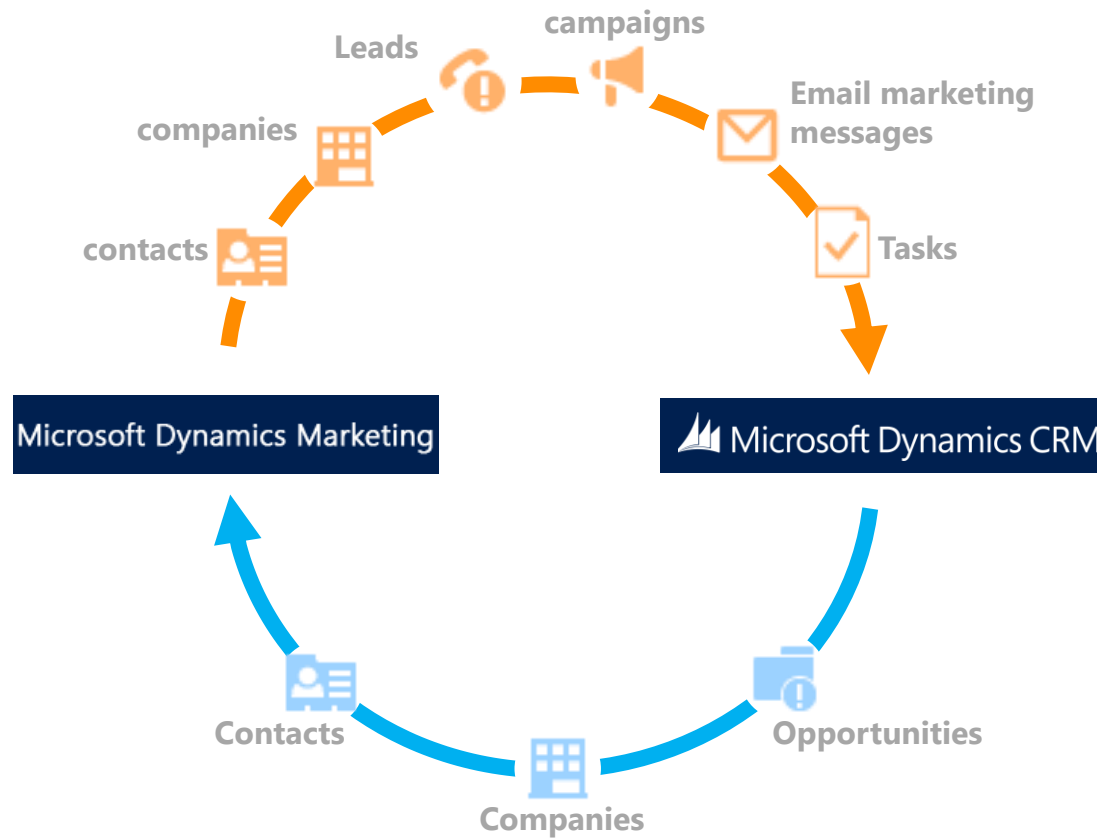 campaigns
Leads
Email marketing
messages
companies
contacts
Tasks
Microsoft Dynamics Marketing
Microsoft Dynamics CRM
Contacts
Opportunities
Companies